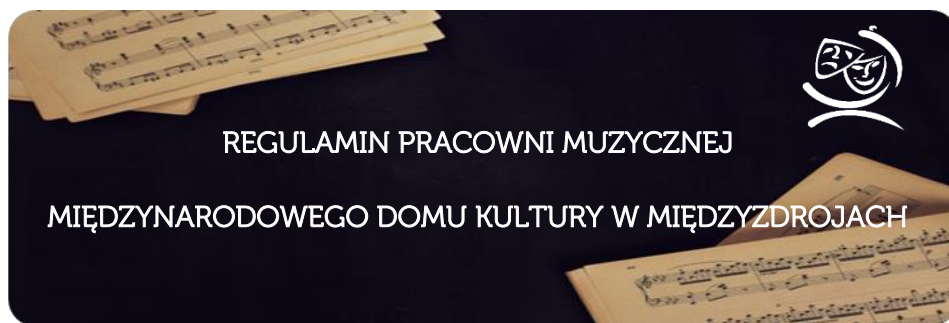 REGULAMIN PRACOWNI MUZYCZNEJ
MIĘDZYNARODOWEGO DOMU KULTURY W MIĘDZYZDROJACH